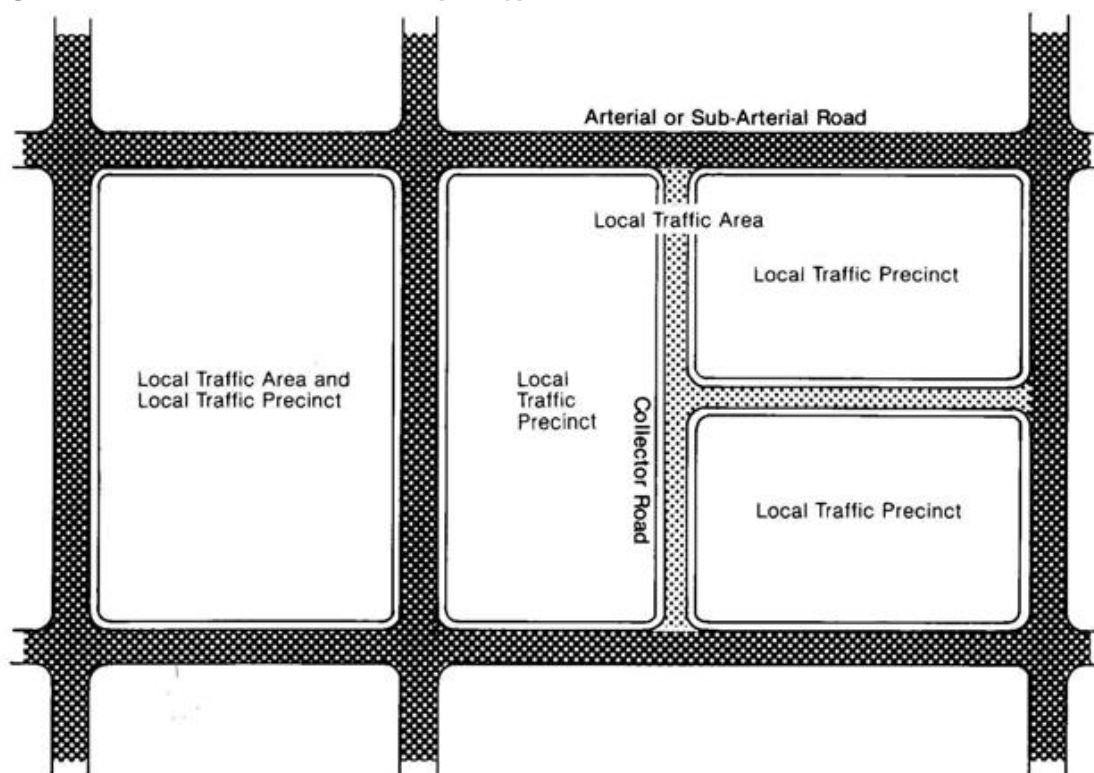 Arterial or Sub-Arterial Road
Local Traffic Area
Local Traffic Precinct
Local Traffic Area and
Local Traffic Precinct
Local
Traffic
Precinct
Collector Road
Local Traffic Precinct